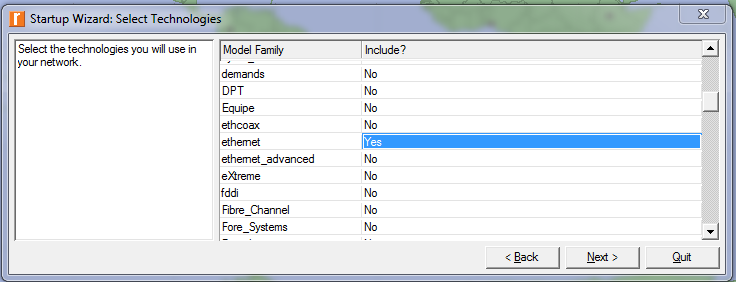 Startup Wizard: Select Technologies
Select the technologies you will use in
your network.
Model Family Include?
demands No
DPT No
Equipe No
ethcoax No
ethernet Yes
ethernet_advanced No
eXtreme No
fddi No
Fibre_Channel No
Fore_Systems No
< Back Next > Quit